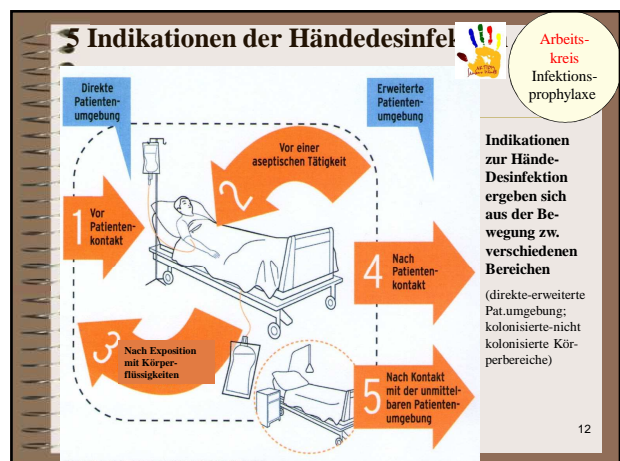 5 Indikationen der Händedesinfek
Arbeits-
kreis
Infektions-
prophylaxe
Direkte
Patienten-
umgebung
Erweiterte
Patienten-
umgebung
Vor einer
aseptischen Tätigkeit
2
1
Vor
Patienten-
kontakt
4
Nach
Patienten-
kontakt
3
Nach Exposition
mit Körper-
flüssigkeiten
5
Nach Kontakt
mit der unmittel-
baren Patienten-
umgebung
Indikationen
zur Hände-
Desinfektion
ergeben sich
aus der Be-
wegung zw.
verschiedenen
Bereichen
(direkte-erweiterte
Pat.umgebung;
kolonisierte-nicht
kolonisierte Kör-
perbereiche)
12